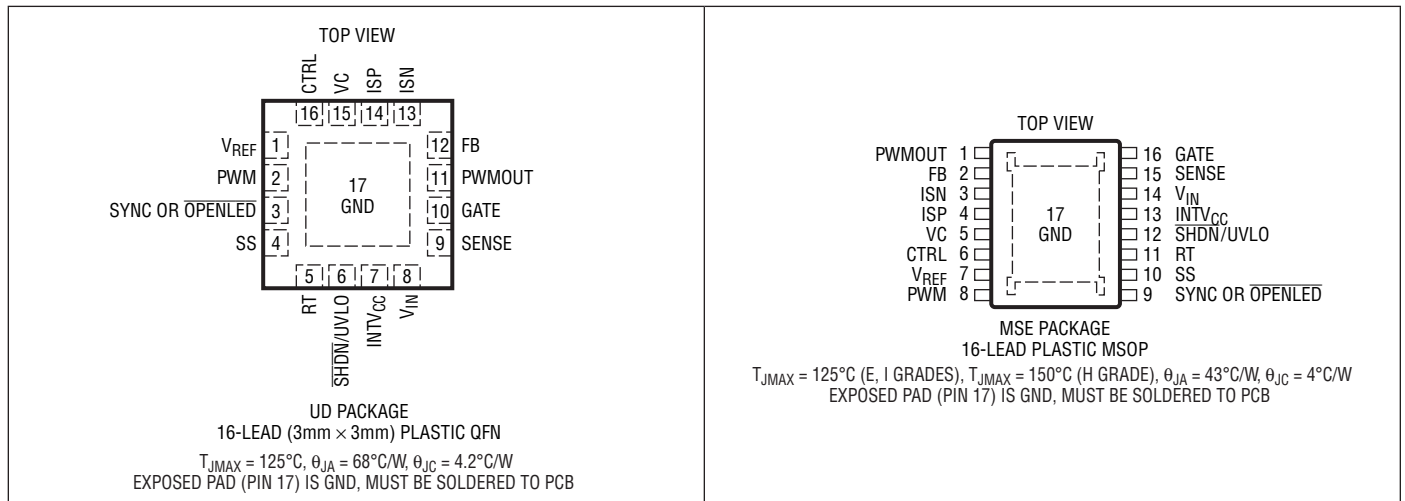 TOP VIEW
CTRL
VC
ISP
ISN
16 15 14 13
VREF 1
PWM 2
SYNC OR OPENLED 3
SS 4
17
GND
12 FB
11 PWMOUT
10 GATE
9 SENSE
5 6 7 8
RT
SHDN/UVLO
INTVCC
VIN
UD PACKAGE
16-LEAD (3mm × 3mm) PLASTIC QFN
TJMAX = 125°C, θJA = 68°C/W, θJC = 4.2°C/W
EXPOSED PAD (PIN 17) IS GND, MUST BE SOLDERED TO PCB
TOP VIEW
PWMOUT 1
FB 2
ISN 3
ISP 4
VC 5
CTRL 6
VREF 7
PWM 8
17
GND
16 GATE
15 SENSE
14 VIN
13 INTVCC
12 SHDN/UVLO
11 RT
10 SS
9 SYNC OR OPENLED
MSE PACKAGE
16-LEAD PLASTIC MSOP
TJMAX = 125°C (E, I GRADES), TJMAX = 150°C (H GRADE), θJA = 43°C/W, θJC = 4°C/W
EXPOSED PAD (PIN 17) IS GND, MUST BE SOLDERED TO PCB